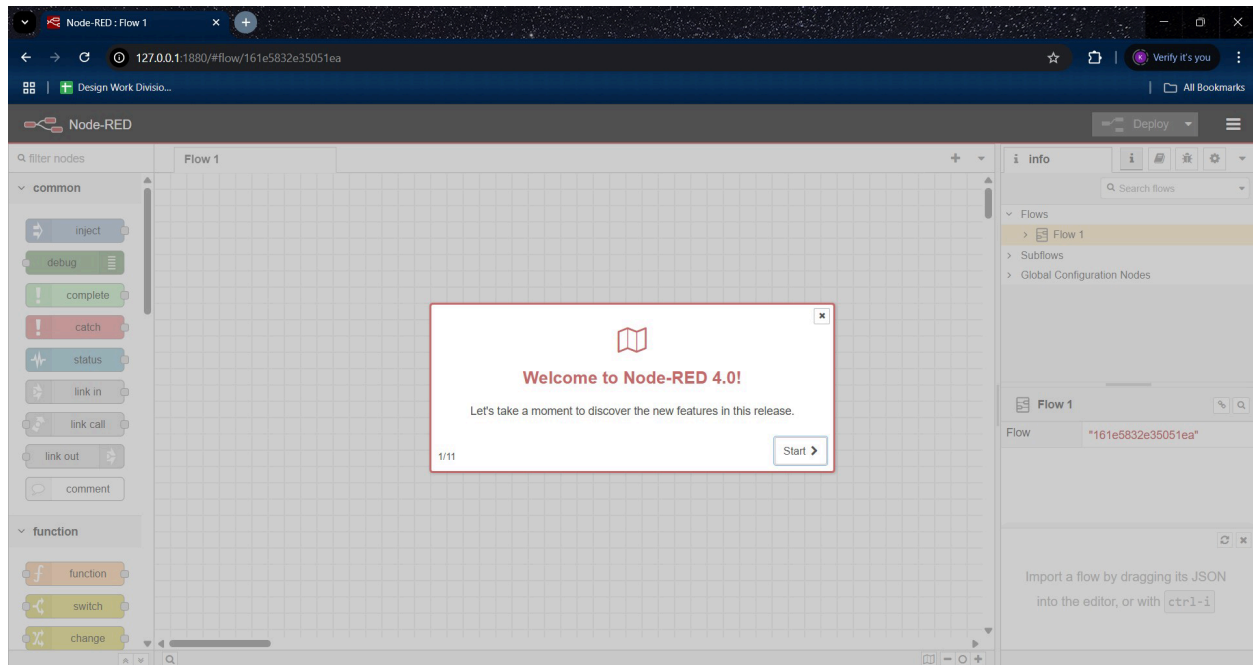 Node-RED : Flow 1
127.0.0.1:1880/#flow/161e5832e35051ea
Verify it's you
Design Work Divisio...
All Bookmarks
Node-RED
Deploy
filter nodes
Flow 1
i info
i
Search flows
common
inject
debug
complete
catch
status
link in
link call
link out
comment
function
function
switch
change
Flows
Flow 1
Subflows
Global Configuration Nodes
Welcome to Node-RED 4.0!
Let's take a moment to discover the new features in this release.
1/11
Start
Flow 1
Flow "161e5832e35051ea"
Import a flow by dragging its JSON
into the editor, or with ctrl-i